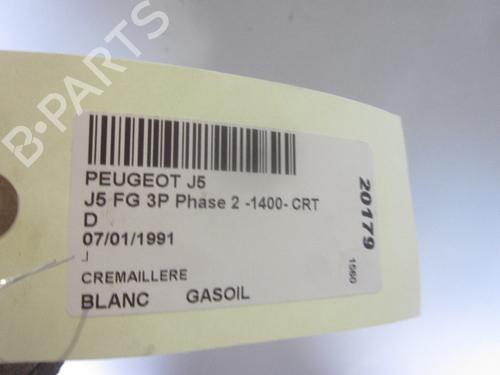 B-PARTS
PEUGEOT J5
J5 FG 3P Phase 2 -1400- CRT
D
07/01/1991
J
CREMAILLERE
BLANC GASOIL
20179
1560